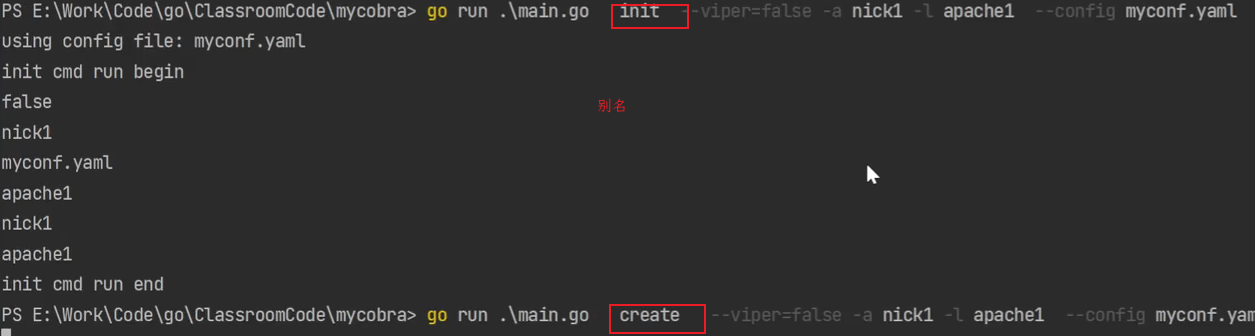 PS E:\Work\Code\go\ClassroomCode\mycobra> go run .\main.go init --viper=false -a nick1 -l apache1 --config myconf.yaml
using config file: myconf.yaml
init cmd run begin
false
别名
nick1
myconf.yaml
apache1
nick1
apache1
init cmd run end
PS E:\Work\Code\go\ClassroomCode\mycobra> go run .\main.go create --viper=false -a nick1 -l apache1 --config myconf.yam